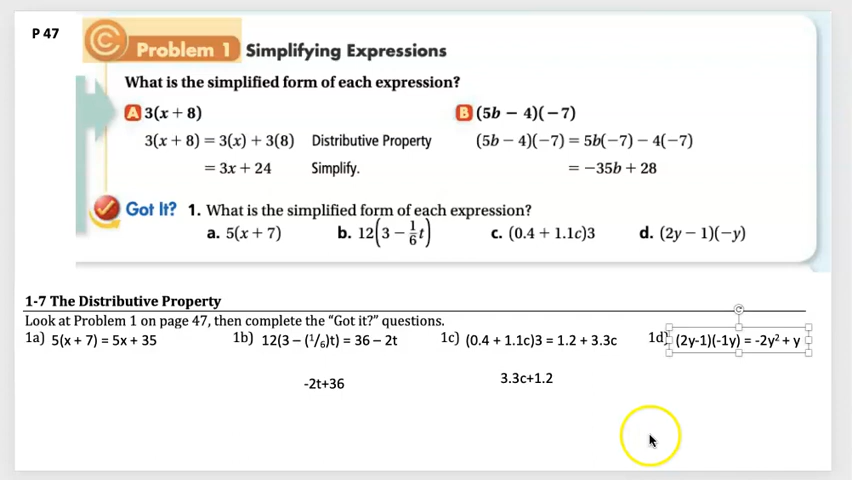 P 47
C Problem 1 Simplifying Expressions
What is the simplified form of each expression?
A 3(x + 8) B (5b − 4)(−7)
3(x + 8) = 3(x) + 3(8) Distributive Property (5b − 4)(−7) = 5b(−7) − 4(−7)
= 3x + 24 Simplify. = −35b + 28
Got It? 1. What is the simplified form of each expression?
a. 5(x + 7) b. 12(3 − 1/6 t) c. (0.4 + 1.1c)3 d. (2y − 1)(−y)
1-7 The Distributive Property
Look at Problem 1 on page 47, then complete the “Got it?” questions.
1a) 5(x + 7) = 5x + 35 1b) 12(3 – (¹/₆)t) = 36 – 2t 1c) (0.4 + 1.1c)3 = 1.2 + 3.3c 1d) (2y-1)(-1y) = -2y² + y
-2t+36 3.3c+1.2